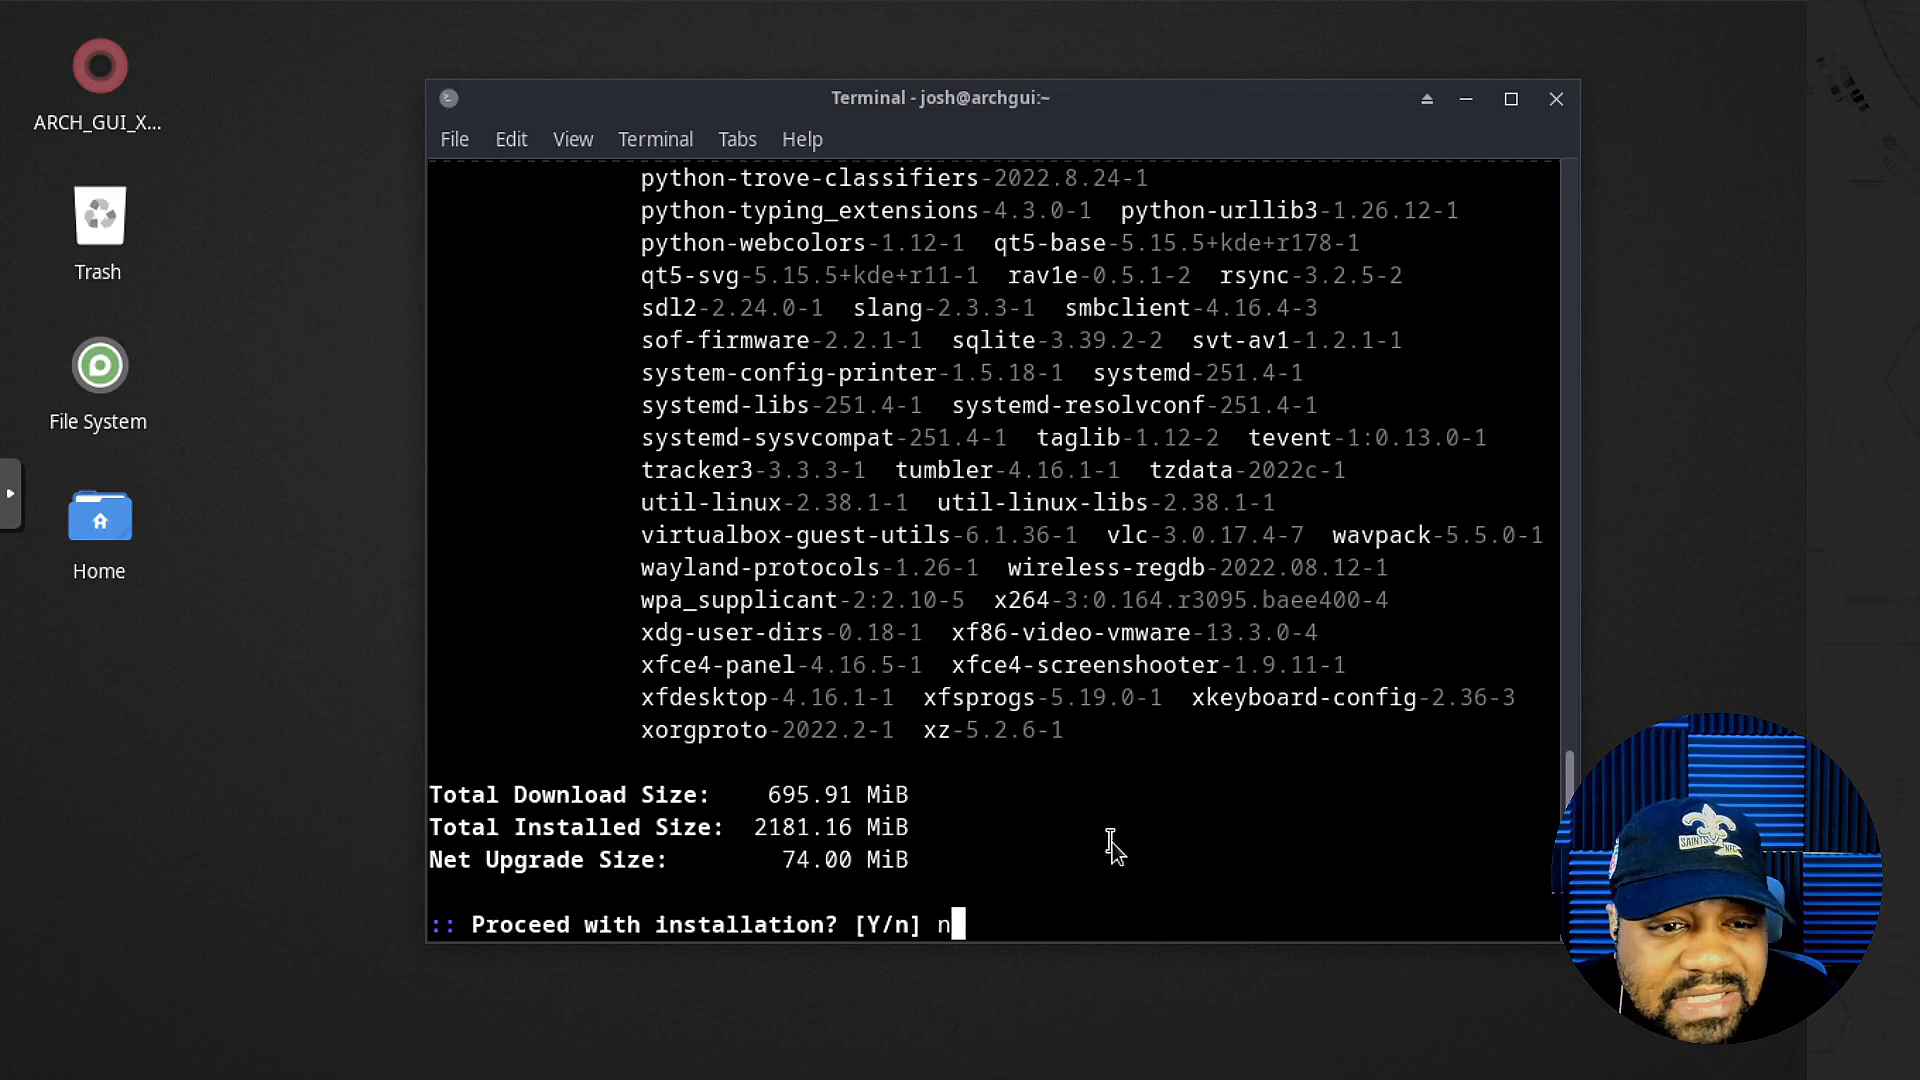 ARCH_GUI_X...
Trash
File System
Home
Terminal - josh@archgui:~
File Edit View Terminal Tabs Help
python-trove-classifiers-2022.8.24-1
python-typing_extensions-4.3.0-1 python-urllib3-1.26.12-1
python-webcolors-1.12-1 qt5-base-5.15.5+kde+r178-1
qt5-svg-5.15.5+kde+r11-1 rav1e-0.5.1-2 rsync-3.2.5-2
sdl2-2.24.0-1 slang-2.3.3-1 smbclient-4.16.4-3
sof-firmware-2.2.1-1 sqlite-3.39.2-2 svt-av1-1.2.1-1
system-config-printer-1.5.18-1 systemd-251.4-1
systemd-libs-251.4-1 systemd-resolvconf-251.4-1
systemd-sysvcompat-251.4-1 taglib-1.12-2 tevent-1:0.13.0-1
tracker3-3.3.3-1 tumbler-4.16.1-1 tzdata-2022c-1
util-linux-2.38.1-1 util-linux-libs-2.38.1-1
virtualbox-guest-utils-6.1.36-1 vlc-3.0.17.4-7 wavpack-5.5.0-1
wayland-protocols-1.26-1 wireless-regdb-2022.08.12-1
wpa_supplicant-2:2.10-5 x264-3:0.164.r3095.baee400-4
xdg-user-dirs-0.18-1 xf86-video-vmware-13.3.0-4
xfce4-panel-4.16.5-1 xfce4-screenshooter-1.9.11-1
xfdesktop-4.16.1-1 xfsprogs-5.19.0-1 xkeyboard-config-2.36-3
xorgproto-2022.2-1 xz-5.2.6-1
Total Download Size: 695.91 MiB
Total Installed Size: 2181.16 MiB
Net Upgrade Size: 74.00 MiB
:: Proceed with installation? [Y/n] n
SAINTS